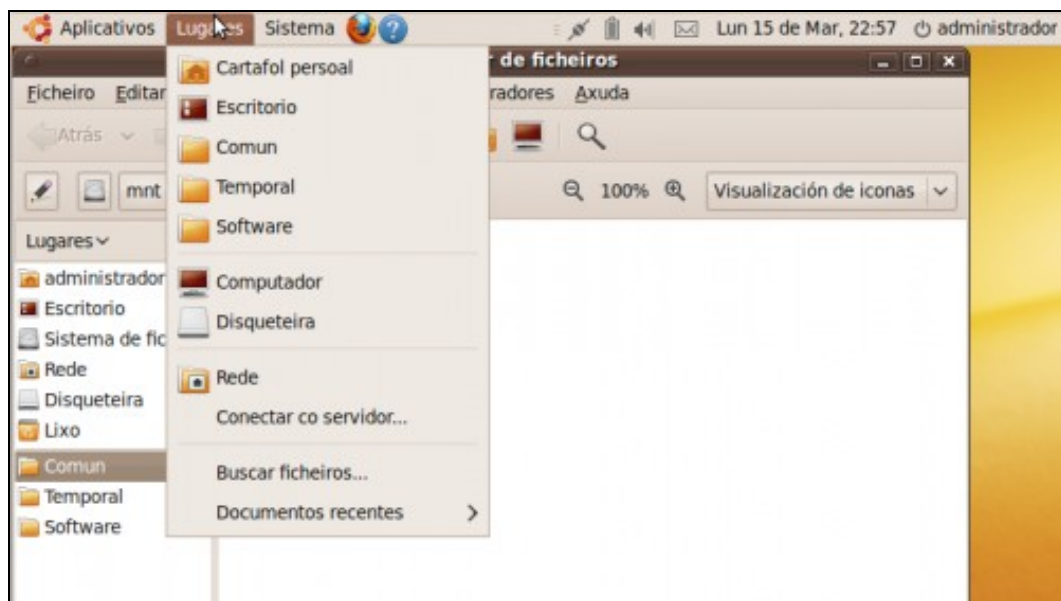 Aplicativos Lugares Sistema Lun 15 de Mar, 22:57 administrador
de ficheiros
Ficheiro Editar radores Axuda
Atrás
mnt 100% Visualización de iconas
Lugares
administrador
Escritorio
Sistema de fic
Rede
Disqueteira
Lixo
Comun
Temporal
Software
Cartafol persoal
Escritorio
Comun
Temporal
Software
Computador
Disqueteira
Rede
Conectar co servidor...
Buscar ficheiros...
Documentos recentes